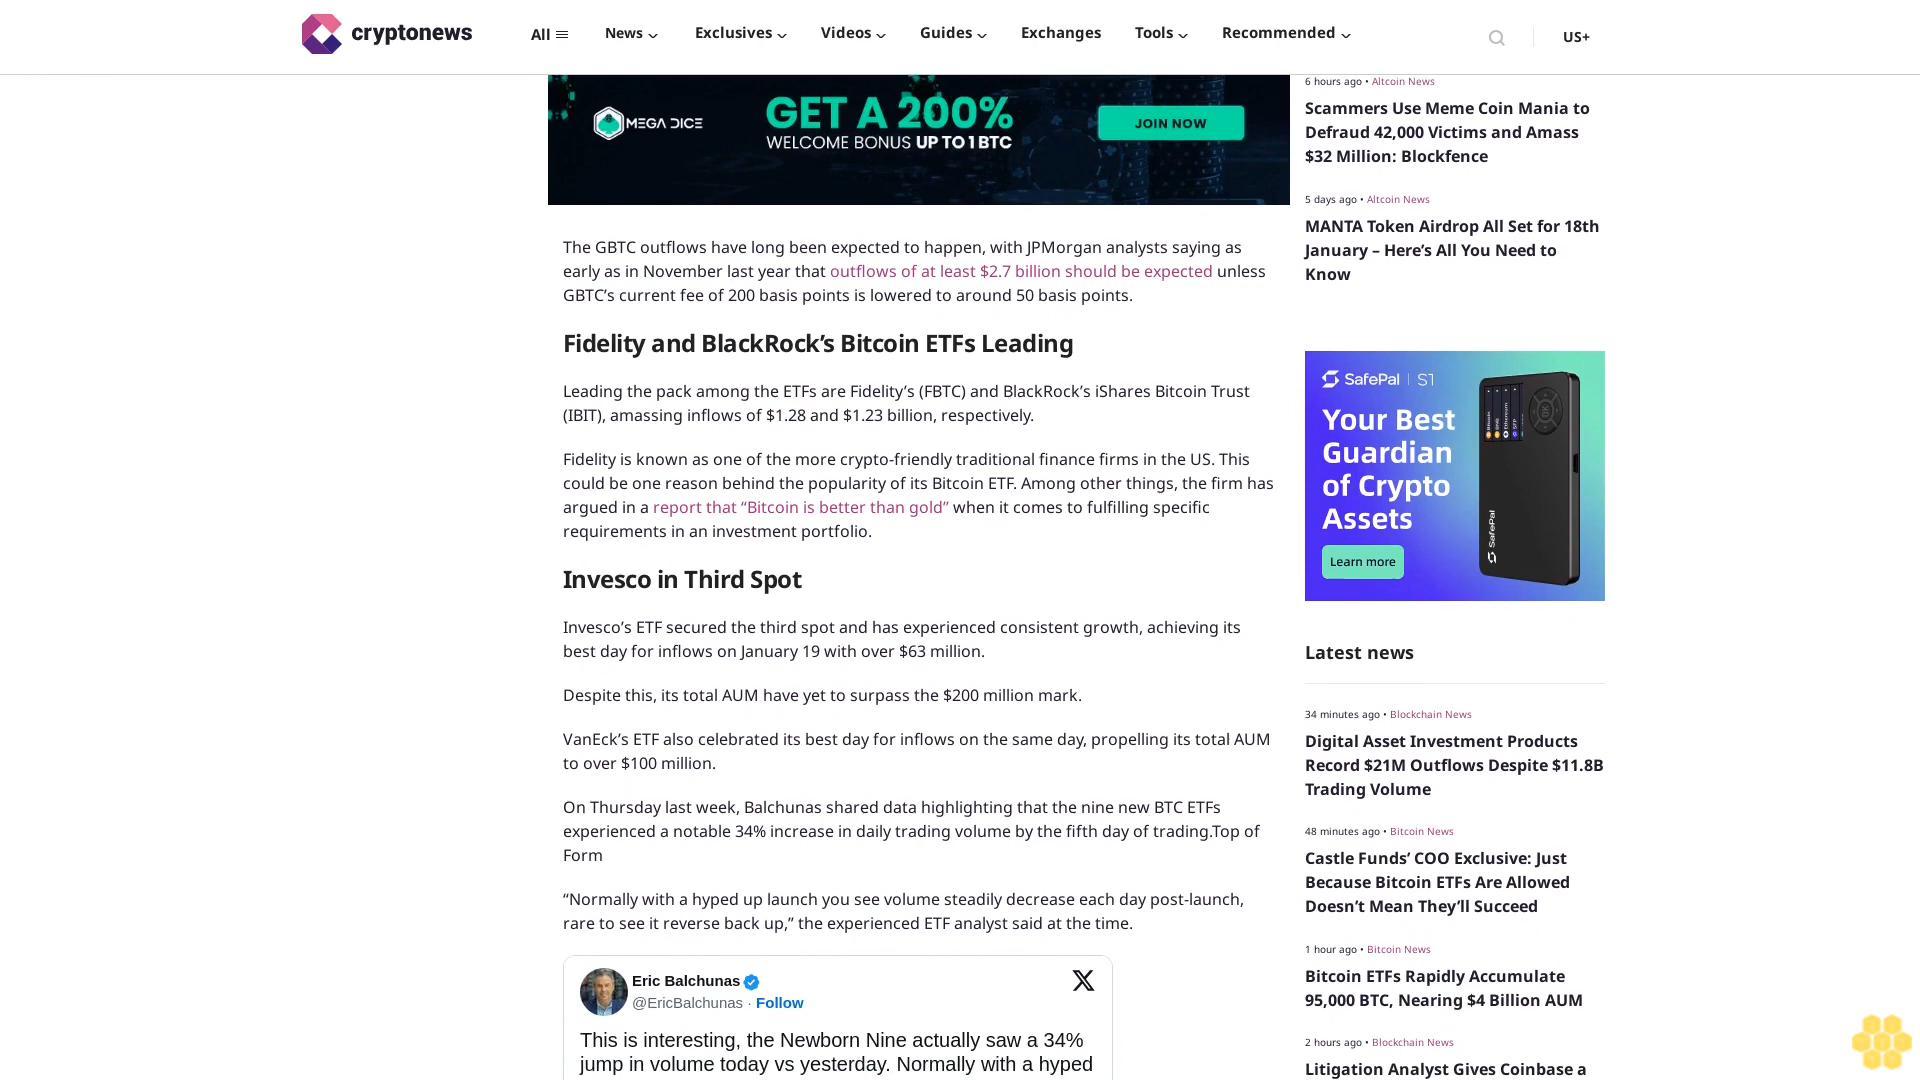 cryptonews
All
News
Exclusives
Videos
Guides
Exchanges
Tools
Recommended
US+
MEGA DICE
GET A 200%
WELCOME BONUS UP TO 1 BTC
JOIN NOW
The GBTC outflows have long been expected to happen, with JPMorgan analysts saying as
early as in November last year that outflows of at least $2.7 billion should be expected unless
GBTC’s current fee of 200 basis points is lowered to around 50 basis points.
Fidelity and BlackRock’s Bitcoin ETFs Leading
Leading the pack among the ETFs are Fidelity’s (FBTC) and BlackRock’s iShares Bitcoin Trust
(IBIT), amassing inflows of $1.28 and $1.23 billion, respectively.
Fidelity is known as one of the more crypto-friendly traditional finance firms in the US. This
could be one reason behind the popularity of its Bitcoin ETF. Among other things, the firm has
argued in a report that “Bitcoin is better than gold” when it comes to fulfilling specific
requirements in an investment portfolio.
Invesco in Third Spot
Invesco’s ETF secured the third spot and has experienced consistent growth, achieving its
best day for inflows on January 19 with over $63 million.
Despite this, its total AUM have yet to surpass the $200 million mark.
VanEck’s ETF also celebrated its best day for inflows on the same day, propelling its total AUM
to over $100 million.
On Thursday last week, Balchunas shared data highlighting that the nine new BTC ETFs
experienced a notable 34% increase in daily trading volume by the fifth day of trading.Top of
Form
“Normally with a hyped up launch you see volume steadily decrease each day post-launch,
rare to see it reverse back up,” the experienced ETF analyst said at the time.
Eric Balchunas
@EricBalchunas · Follow
This is interesting, the Newborn Nine actually saw a 34%
jump in volume today vs yesterday. Normally with a hyped
6 hours ago • Altcoin News
Scammers Use Meme Coin Mania to
Defraud 42,000 Victims and Amass
$32 Million: Blockfence
5 days ago • Altcoin News
MANTA Token Airdrop All Set for 18th
January – Here’s All You Need to
Know
SafePal | S1
Your Best
Guardian
of Crypto
Assets
Learn more
Bitcoin
BNB
Ethereum
SFP
OK
SafePal
Latest news
34 minutes ago • Blockchain News
Digital Asset Investment Products
Record $21M Outflows Despite $11.8B
Trading Volume
48 minutes ago • Bitcoin News
Castle Funds’ COO Exclusive: Just
Because Bitcoin ETFs Are Allowed
Doesn’t Mean They’ll Succeed
1 hour ago • Bitcoin News
Bitcoin ETFs Rapidly Accumulate
95,000 BTC, Nearing $4 Billion AUM
2 hours ago • Blockchain News
Litigation Analyst Gives Coinbase a